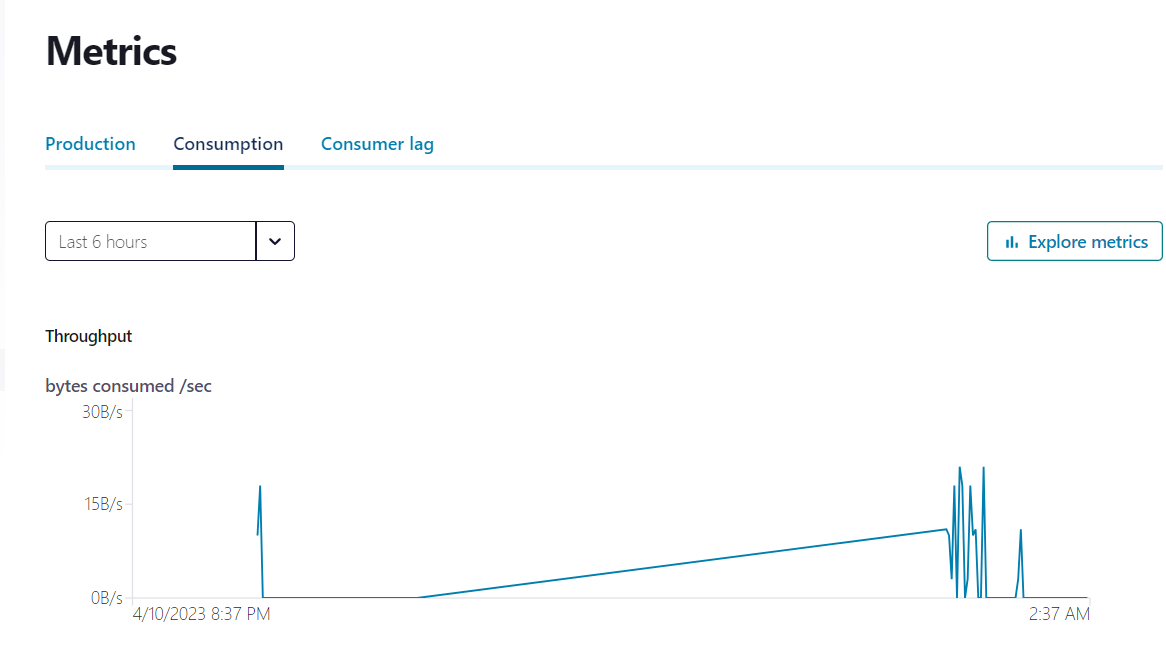 Metrics
Production Consumption Consumer lag
Last 6 hours Explore metrics
Throughput
bytes consumed /sec
30B/s
15B/s
0B/s
4/10/2023 8:37 PM 2:37 AM